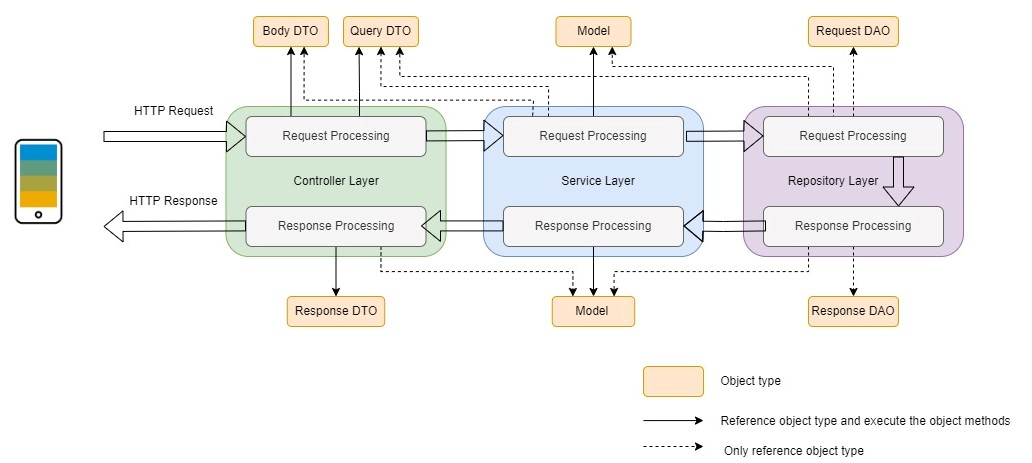 Body DTO
Query DTO
Model
Request DAO
HTTP Request
Request Processing
Request Processing
Request Processing
Controller Layer
Service Layer
Repository Layer
HTTP Response
Response Processing
Response Processing
Response Processing
Response DTO
Model
Response DAO
Object type
Reference object type and execute the object methods
Only reference object type